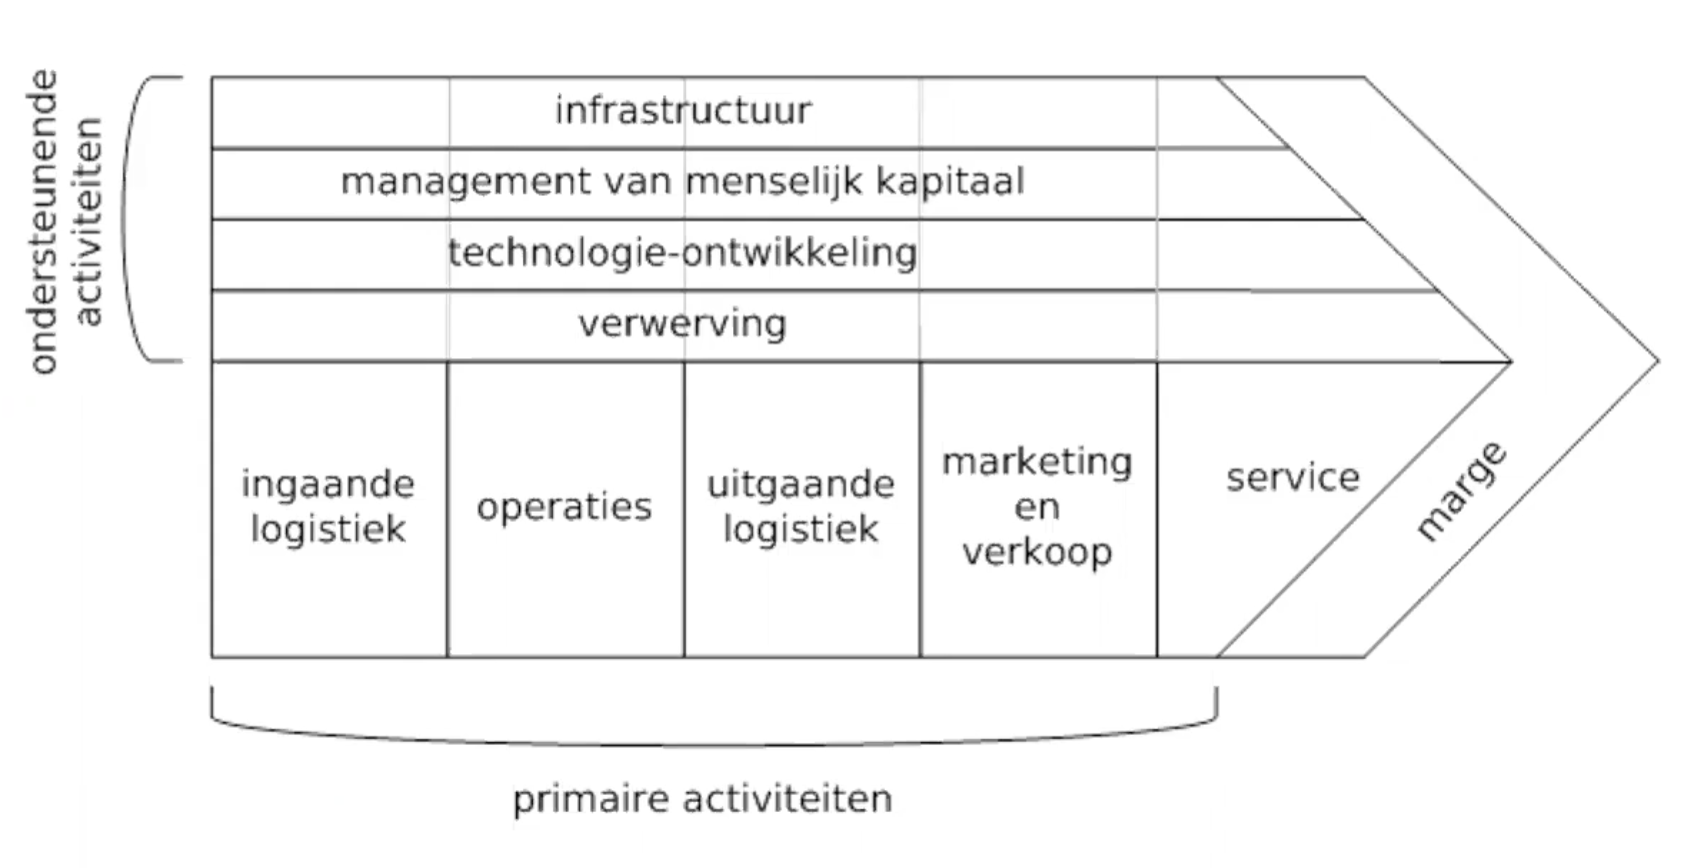 ondersteunende
activiteiten
infrastructuur
management van menselijk kapitaal
technologie-ontwikkeling
verwerving
ingaande
logistiek
operaties
uitgaande
logistiek
marketing
en
verkoop
service
marge
primaire activiteiten